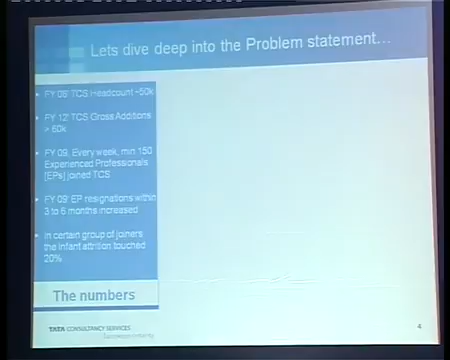 Lets dive deep into the Problem statement...
• FY 08' TCS Headcount ~50k
• FY 12' TCS Gross Additions
> 60k
• FY 09, Every week, min 150
Experienced Professionals
[EPs] joined TCS
• FY 09' EP resignations within
3 to 6 months increased
• In certain group of joiners
the infant attrition touched
20%
The numbers
TATA CONSULTANCY SERVICES
Experience certainty
4